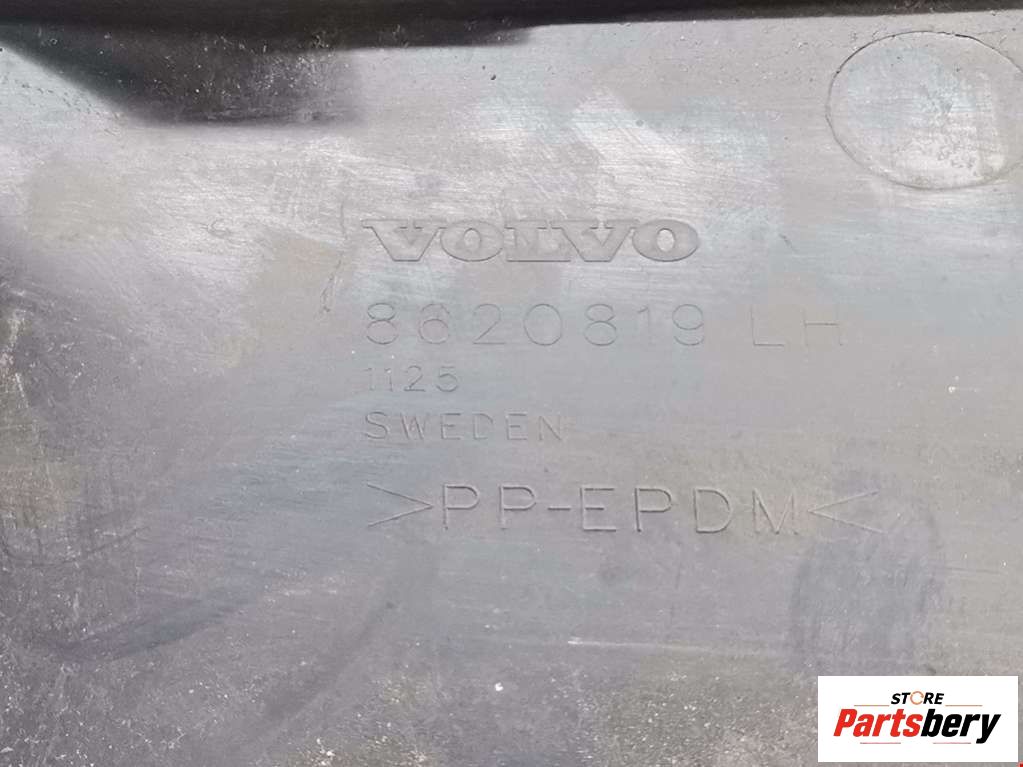 VOLVO
8620819 LH
1125
SWEDEN
>PP-EPDM<
STORE
Partsbery